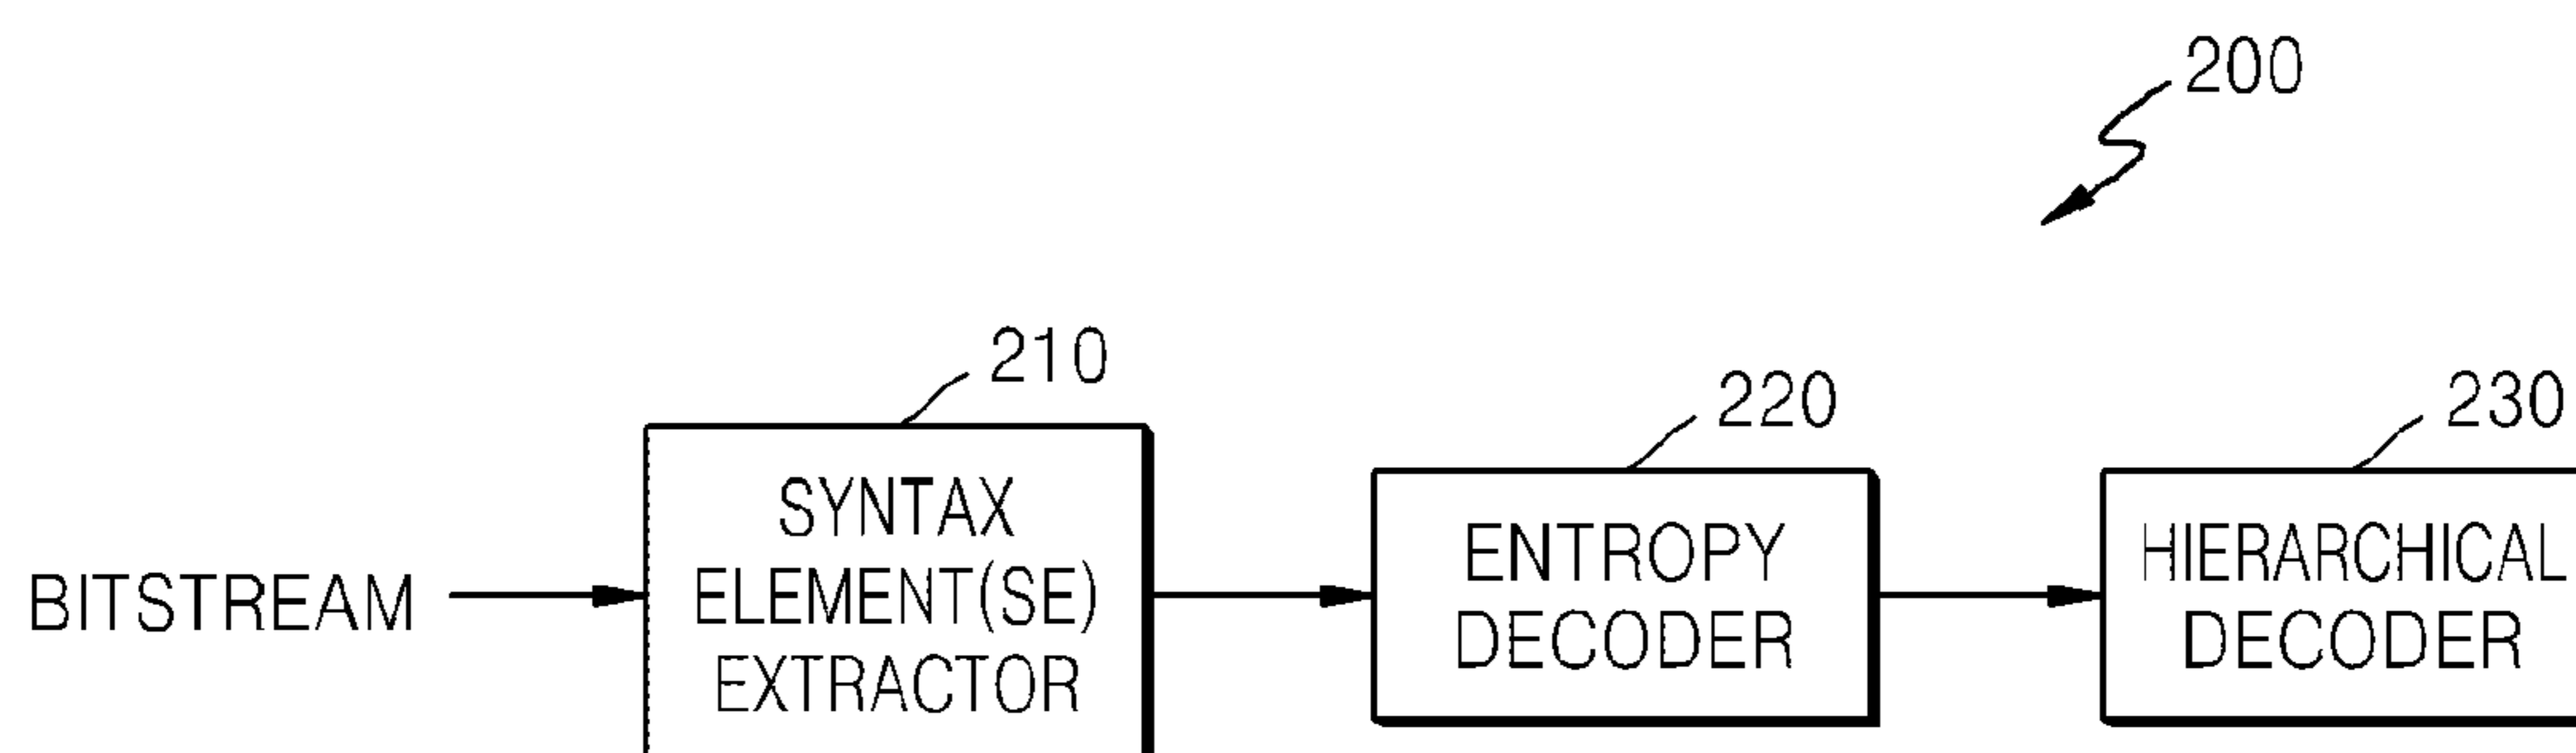 200
210
220
230
BITSTREAM
SYNTAX
ELEMENT(SE)
EXTRACTOR
ENTROPY
DECODER
HIERARCHICAL
DECODER